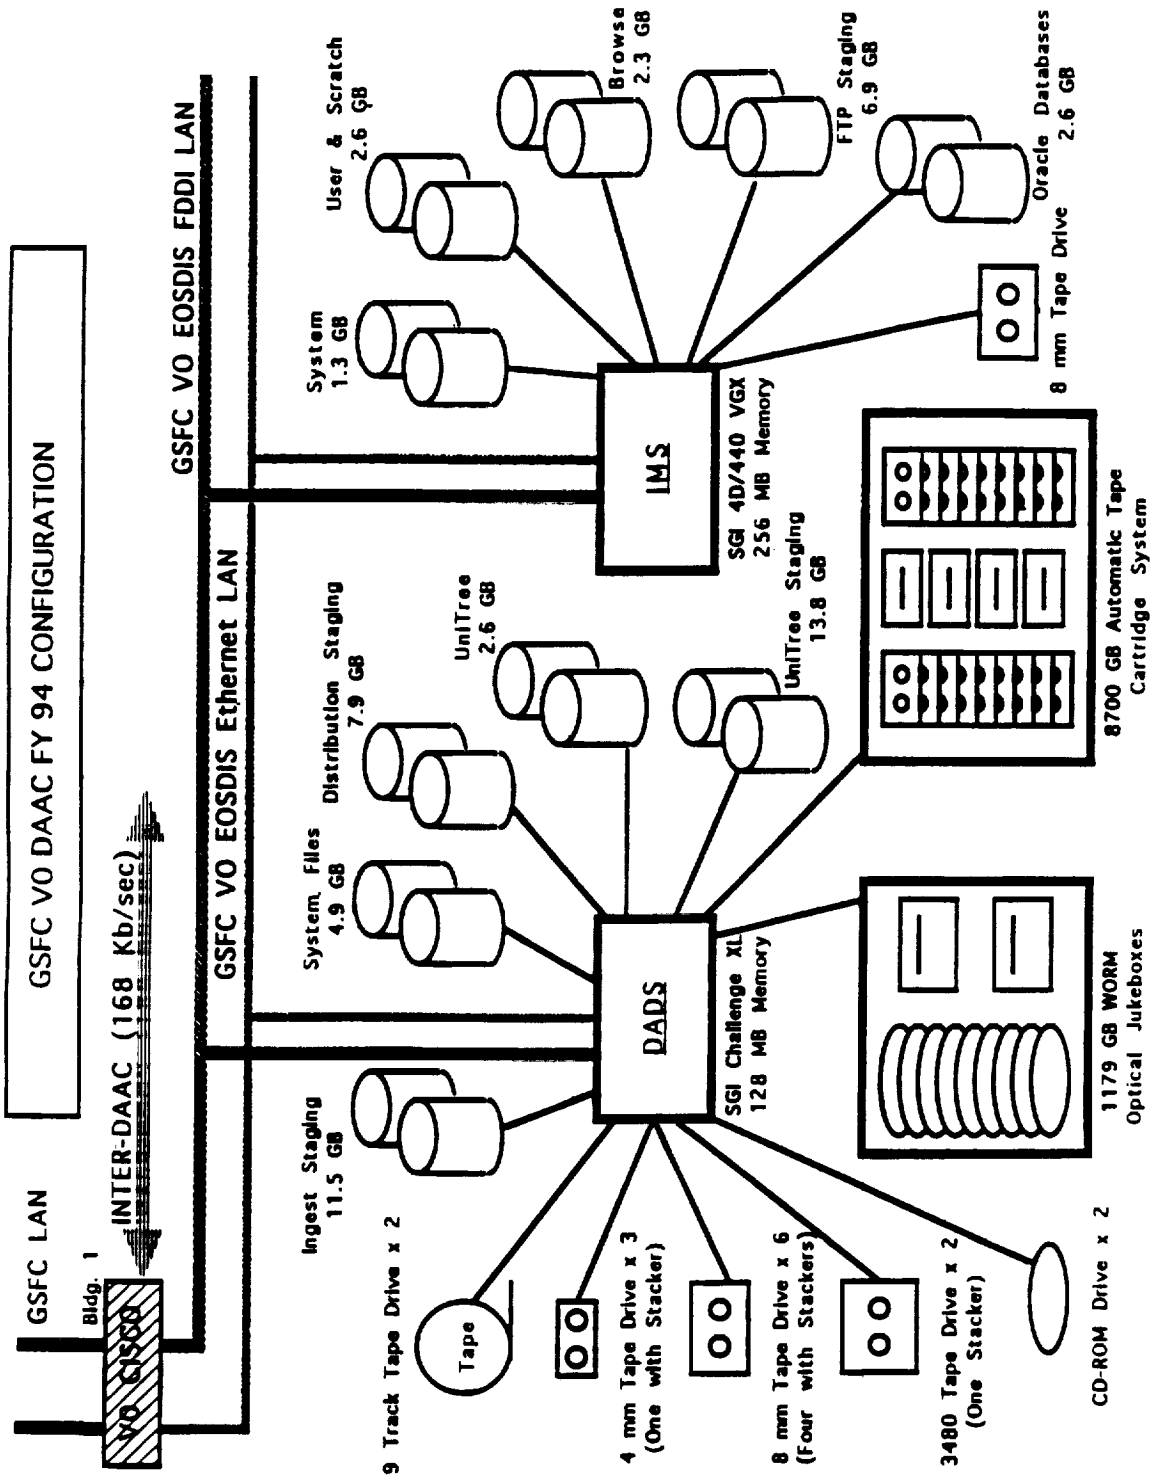 GSFC V0 DAAC FY 94 CONFIGURATION
GSFC LAN
Bldg. 1
V0 CISCO
INTER-DAAC (168 Kb/sec)
GSFC V0 EOSDIS FDDI LAN
GSFC V0 EOSDIS Ethernet LAN
Ingest Staging
11.5 GB
System Files
4.9 GB
Distribution Staging
7.9 GB
UniTree
2.6 GB
UniTree Staging
13.8 GB
System
1.3 GB
User & Scratch
2.6 GB
Browse
2.3 GB
FTP Staging
6.9 GB
Oracle Databases
2.6 GB
8 mm Tape Drive
IMS
SGI 4D/440 VGX
256 MB Memory
DADS
SGI Challenge XL
128 MB Memory
9 Track Tape Drive x 2
Tape
4 mm Tape Drive x 3
(One with Stacker)
8 mm Tape Drive x 6
(Four with Stackers)
3480 Tape Drive x 2
(One Stacker)
CD-ROM Drive x 2
1179 GB WORM
Optical Jukeboxes
8700 GB Automatic Tape
Cartridge System